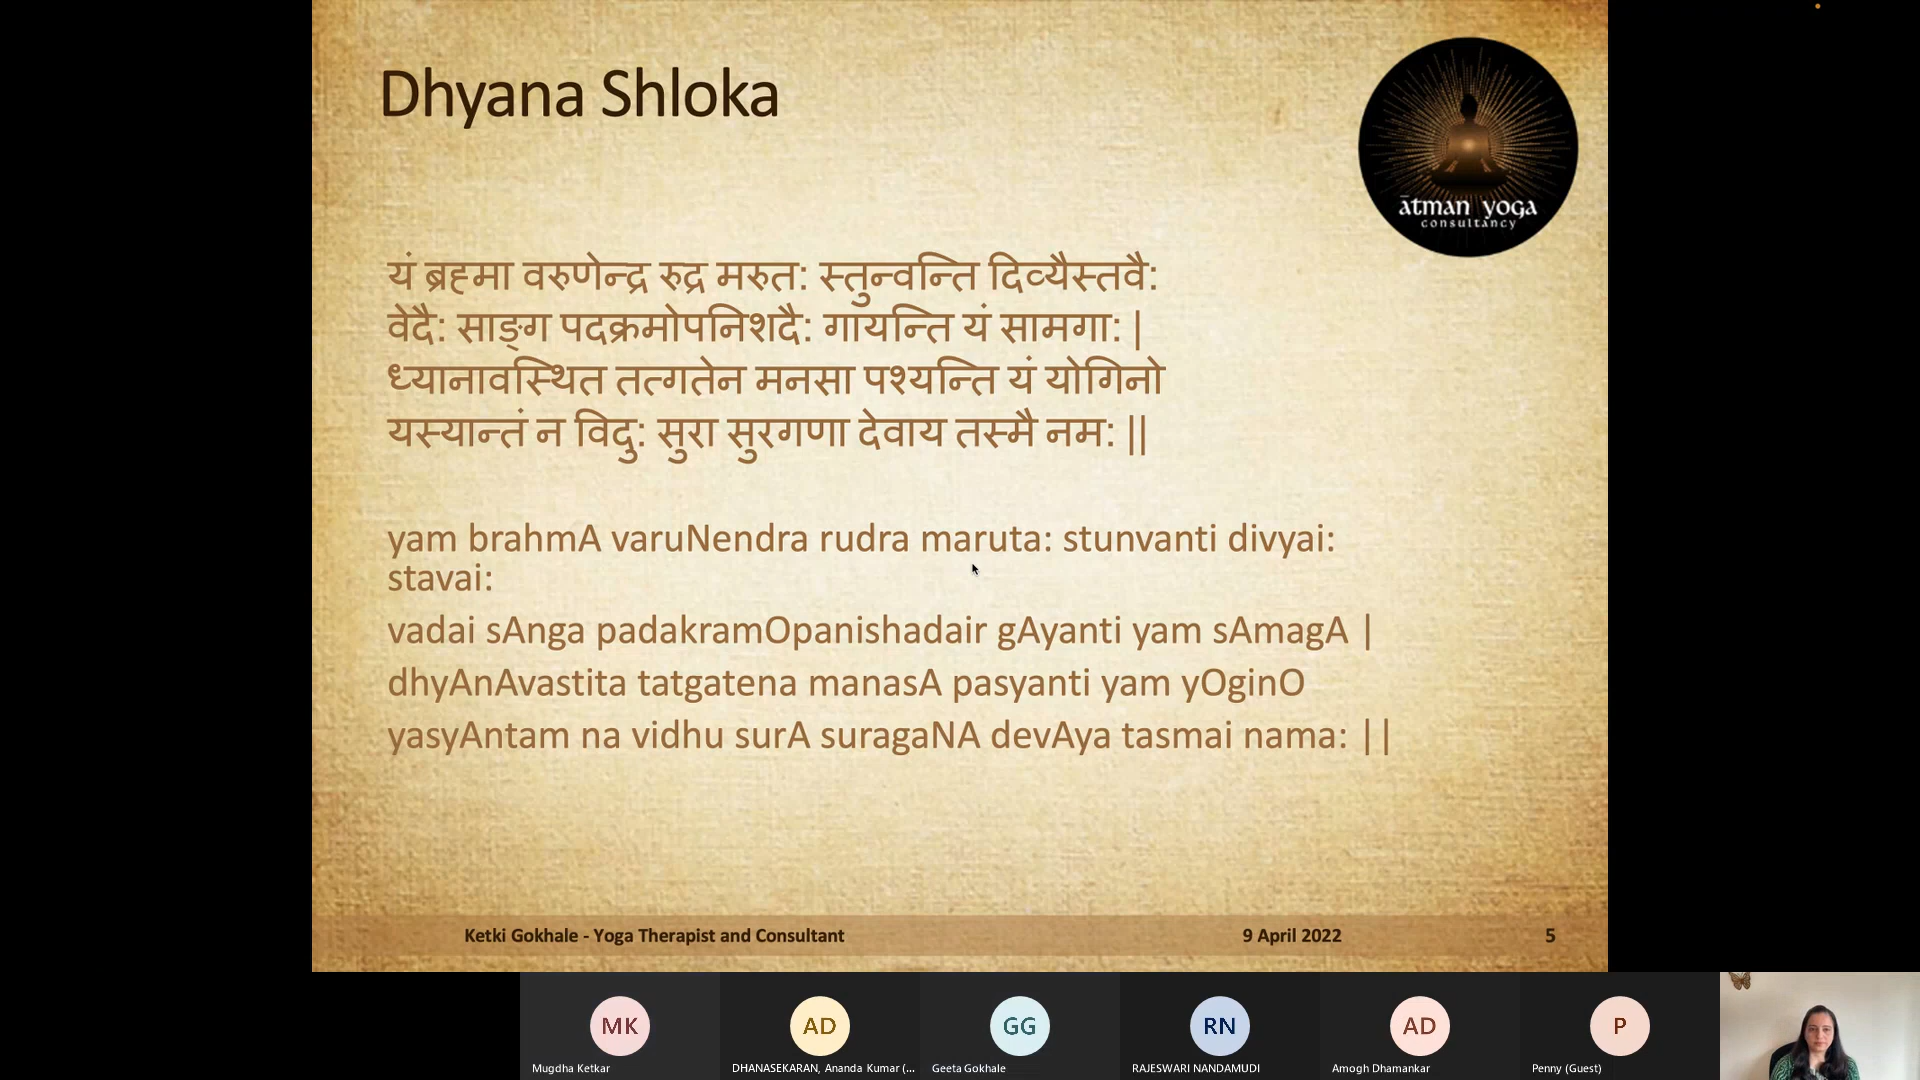 Dhyana Shloka
ātman yoga
consultancy
यं ब्रह्मा वरुणेन्द्र रुद्र मरुत: स्तुन्वन्ति दिव्यैस्तवै:
वेदै: साङ्ग पदक्रमोपनिशदै: गायन्ति यं सामगा: |
ध्यानावस्थित तत्गतेन मनसा पश्यन्ति यं योगिनो
यस्यान्तं न विदु: सुरा सुरगणा देवाय तस्मै नम: ||
yam brahmA varuNendra rudra maruta: stunvanti divyai:
stavai:
vadai sAnga padakramOpanishadair gAyanti yam sAmagA |
dhyAnAvastita tatgatena manasA pasyanti yam yOginO
yasyAntam na vidhu surA suragaNA devAya tasmai nama: ||
Ketki Gokhale - Yoga Therapist and Consultant 9 April 2022 5
MK AD GG RN AD P
Mugdha Ketkar DHANASEKARAN, Ananda Kumar (... Geeta Gokhale RAJESWARI NANDAMUDI Amogh Dhamankar Penny (Guest)